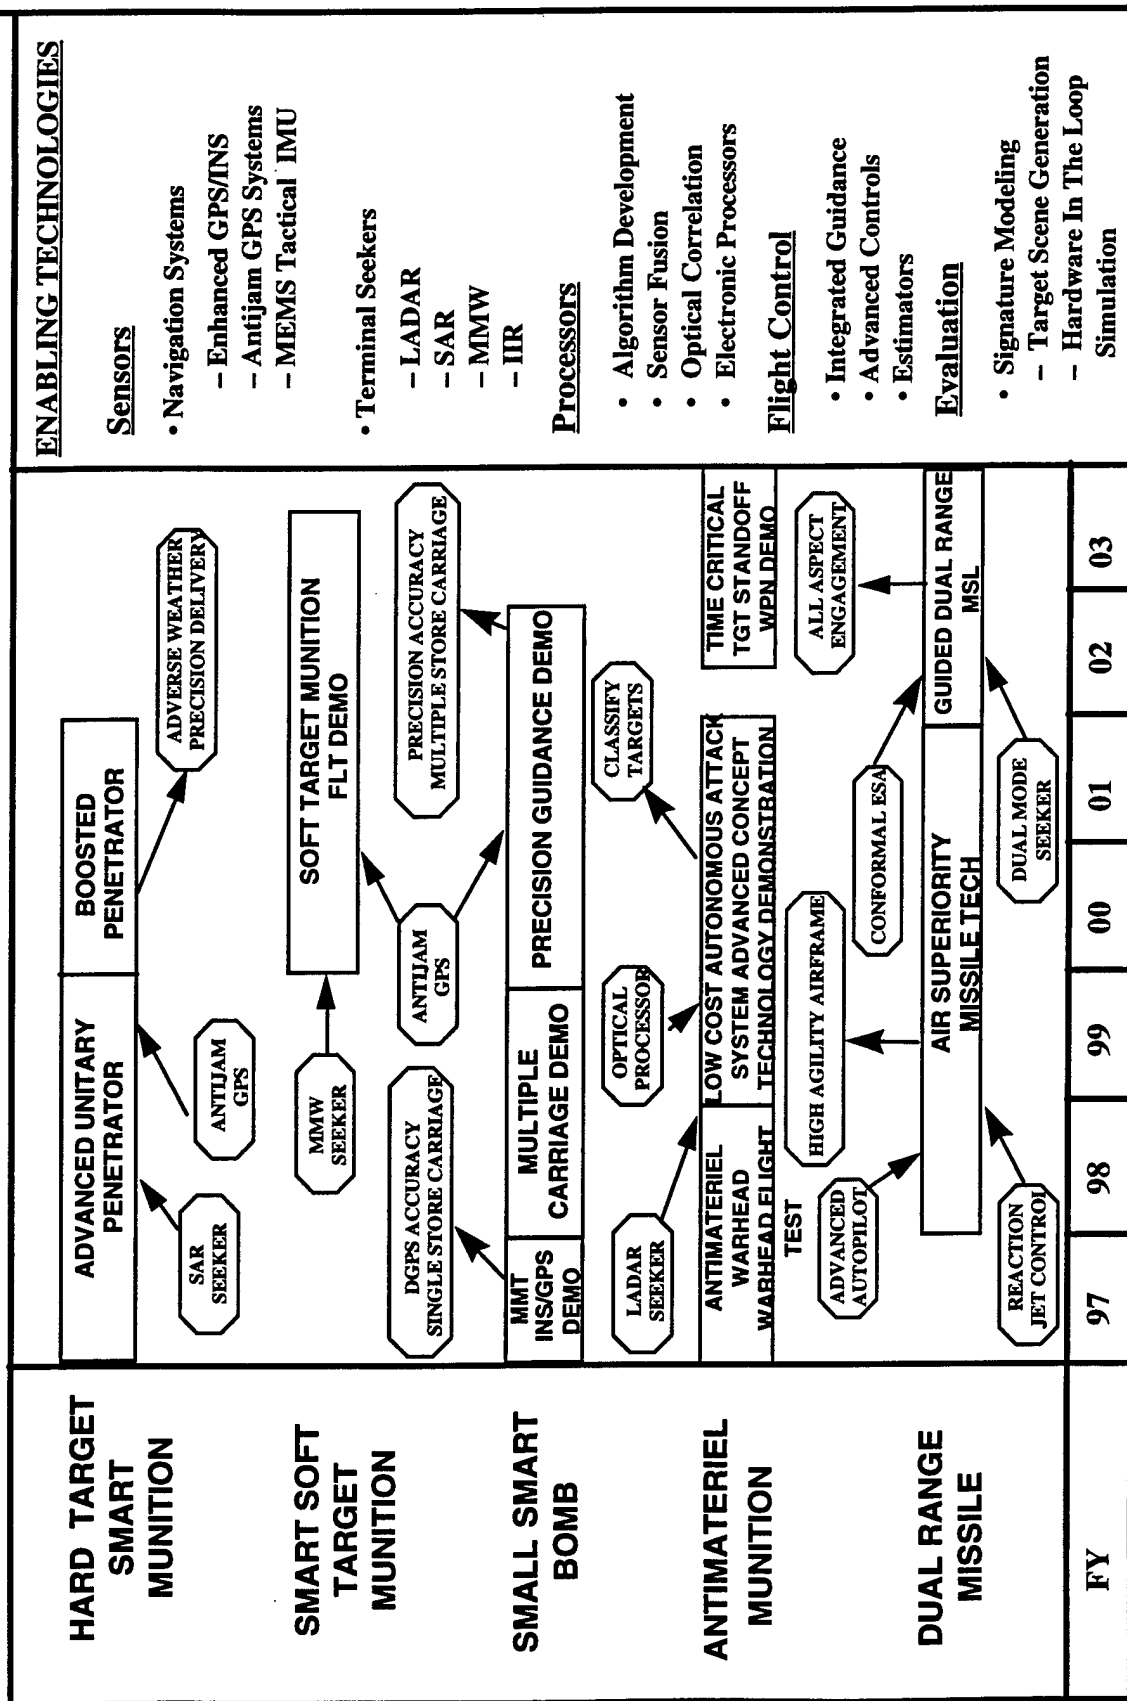 HARD TARGET
SMART
MUNITION
ADVANCED UNITARY
PENETRATOR
BOOSTED
PENETRATOR
SAR
SEEKER
ANTIJAM
GPS
ADVERSE WEATHER
PRECISION DELIVERY
SMART SOFT
TARGET
MUNITION
MMW
SEEKER
SOFT TARGET MUNITION
FLT DEMO
ANTIJAM
GPS
DGPS ACCURACY
SINGLE STORE CARRIAGE
PRECISION ACCURACY
MULTIPLE STORE CARRIAGE
SMALL SMART
BOMB
MMT
INS/GPS
DEMO
MULTIPLE
CARRIAGE DEMO
PRECISION GUIDANCE DEMO
LADAR
SEEKER
OPTICAL
PROCESSOR
CLASSIFY
TARGETS
ANTIMATERIEL
MUNITION
ANTIMATERIEL
WARHEAD
WARHEAD FLIGHT
TEST
LOW COST AUTONOMOUS ATTACK
SYSTEM ADVANCED CONCEPT
TECHNOLOGY DEMONSTRATION
TIME CRITICAL
TGT STANDOFF
WPN DEMO
ADVANCED
AUTOPILOT
HIGH AGILITY AIRFRAME
CONFORMAL ESA
ALL ASPECT
ENGAGEMENT
DUAL RANGE
MISSILE
AIR SUPERIORITY
MISSILE TECH
GUIDED DUAL RANGE
MSL
REACTION
JET CONTROL
DUAL MODE
SEEKER
FY
97
98
99
00
01
02
03
ENABLING TECHNOLOGIES
Sensors
• Navigation Systems
– Enhanced GPS/INS
– Antijam GPS Systems
– MEMS Tactical IMU
• Terminal Seekers
– LADAR
– SAR
– MMW
– IIR
Processors
• Algorithm Development
• Sensor Fusion
• Optical Correlation
• Electronic Processors
Flight Control
• Integrated Guidance
• Advanced Controls
• Estimators
Evaluation
• Signature Modeling
– Target Scene Generation
– Hardware In The Loop
Simulation